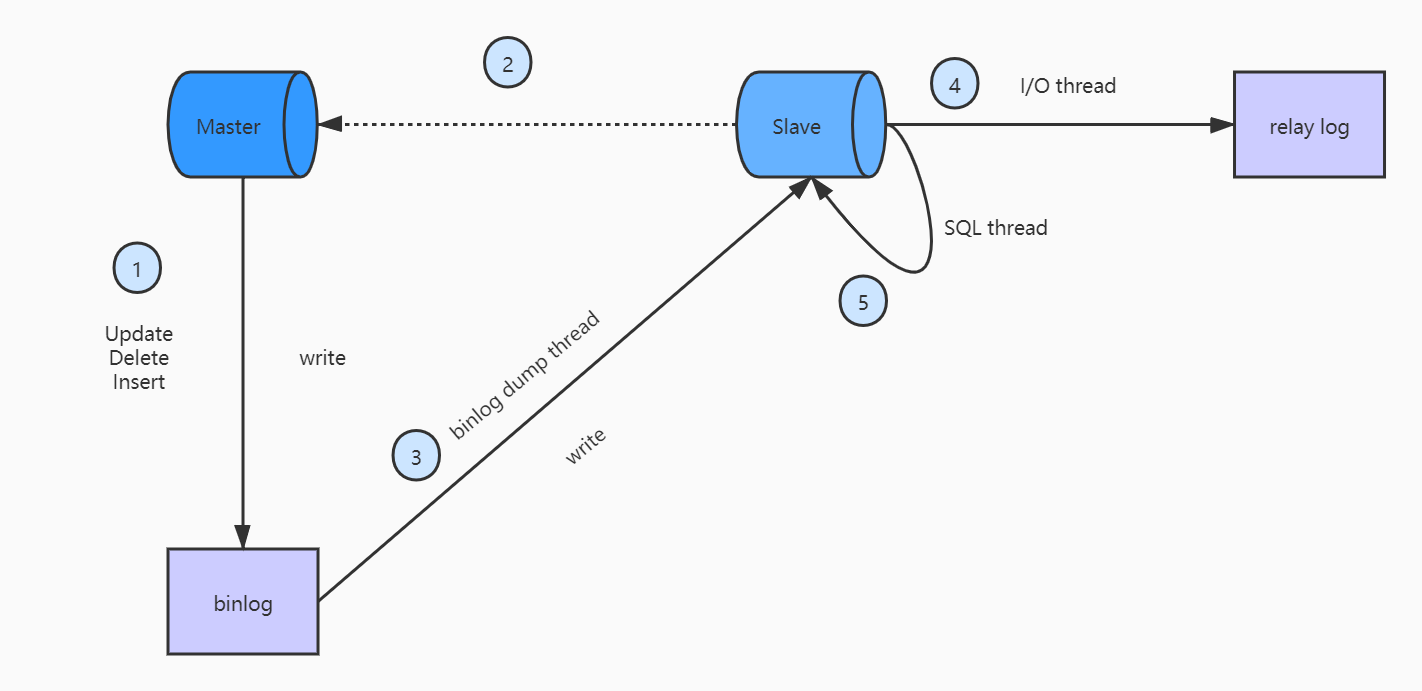 2
4
I/O thread
Master
Slave
relay log
SQL thread
1
5
Update
Delete
Insert
write
binlog dump thread
write
3
binlog